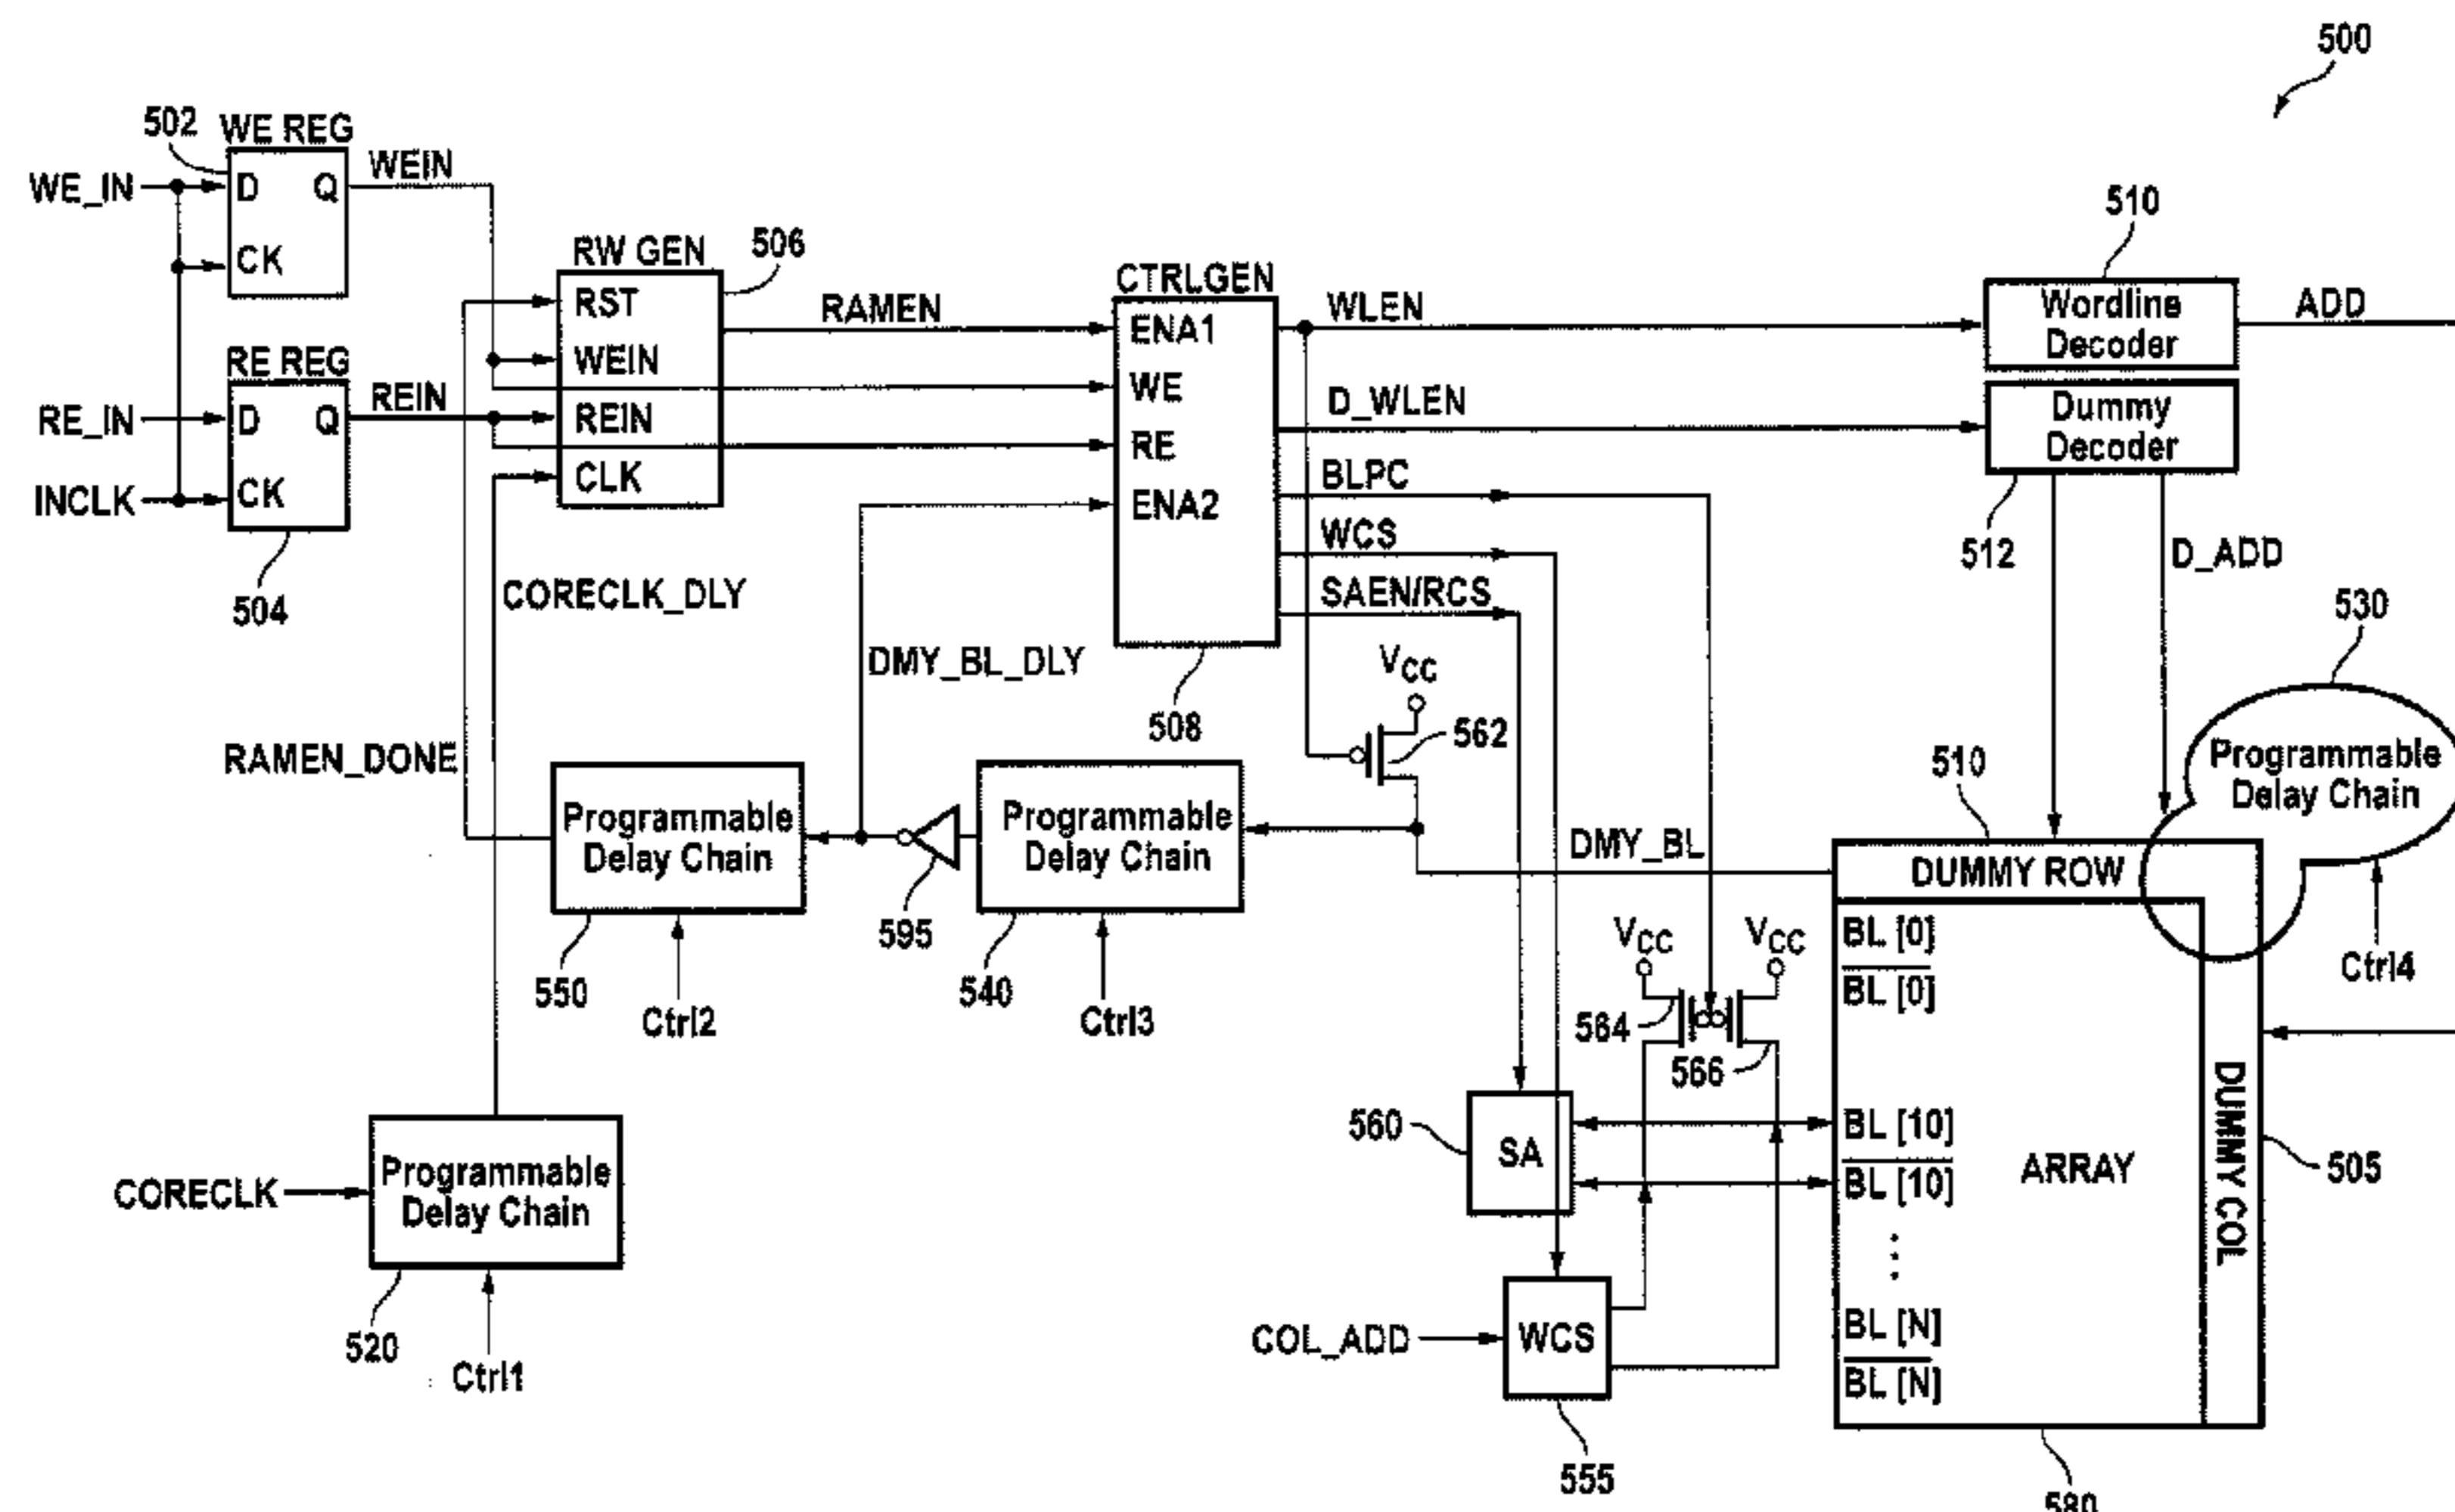 500
502
WE REG
WE_IN
D
Q
WEIN
CK
510
RW GEN
506
RST
RAMEN
CTRLGEN
ENA1
WLEN
Wordline
Decoder
ADD
RE REG
WEIN
WE
D_WLEN
Dummy
Decoder
RE_IN
D
Q
REIN
REIN
RE
INCLK
CK
CLK
ENA2
BLPC
WCS
512
D_ADD
504
CORECLK_DLY
SAEN/RCS
530
DMY_BL_DLY
VCC
508
562
RAMEN_DONE
Programmable
Delay Chain
Programmable
Delay Chain
510
Programmable
Delay Chain
DMY_BL
DUMMY ROW
595
550
Ctrl2
540
Ctrl3
VCC
VCC
BL [0]
BL [0]
Ctrl4
564
566
CORECLK
Programmable
Delay Chain
560
SA
BL [10]
BL [10]
ARRAY
DUMMY COL
505
520
Ctrl1
COL_ADD
WCS
BL [N]
BL [N]
555
580